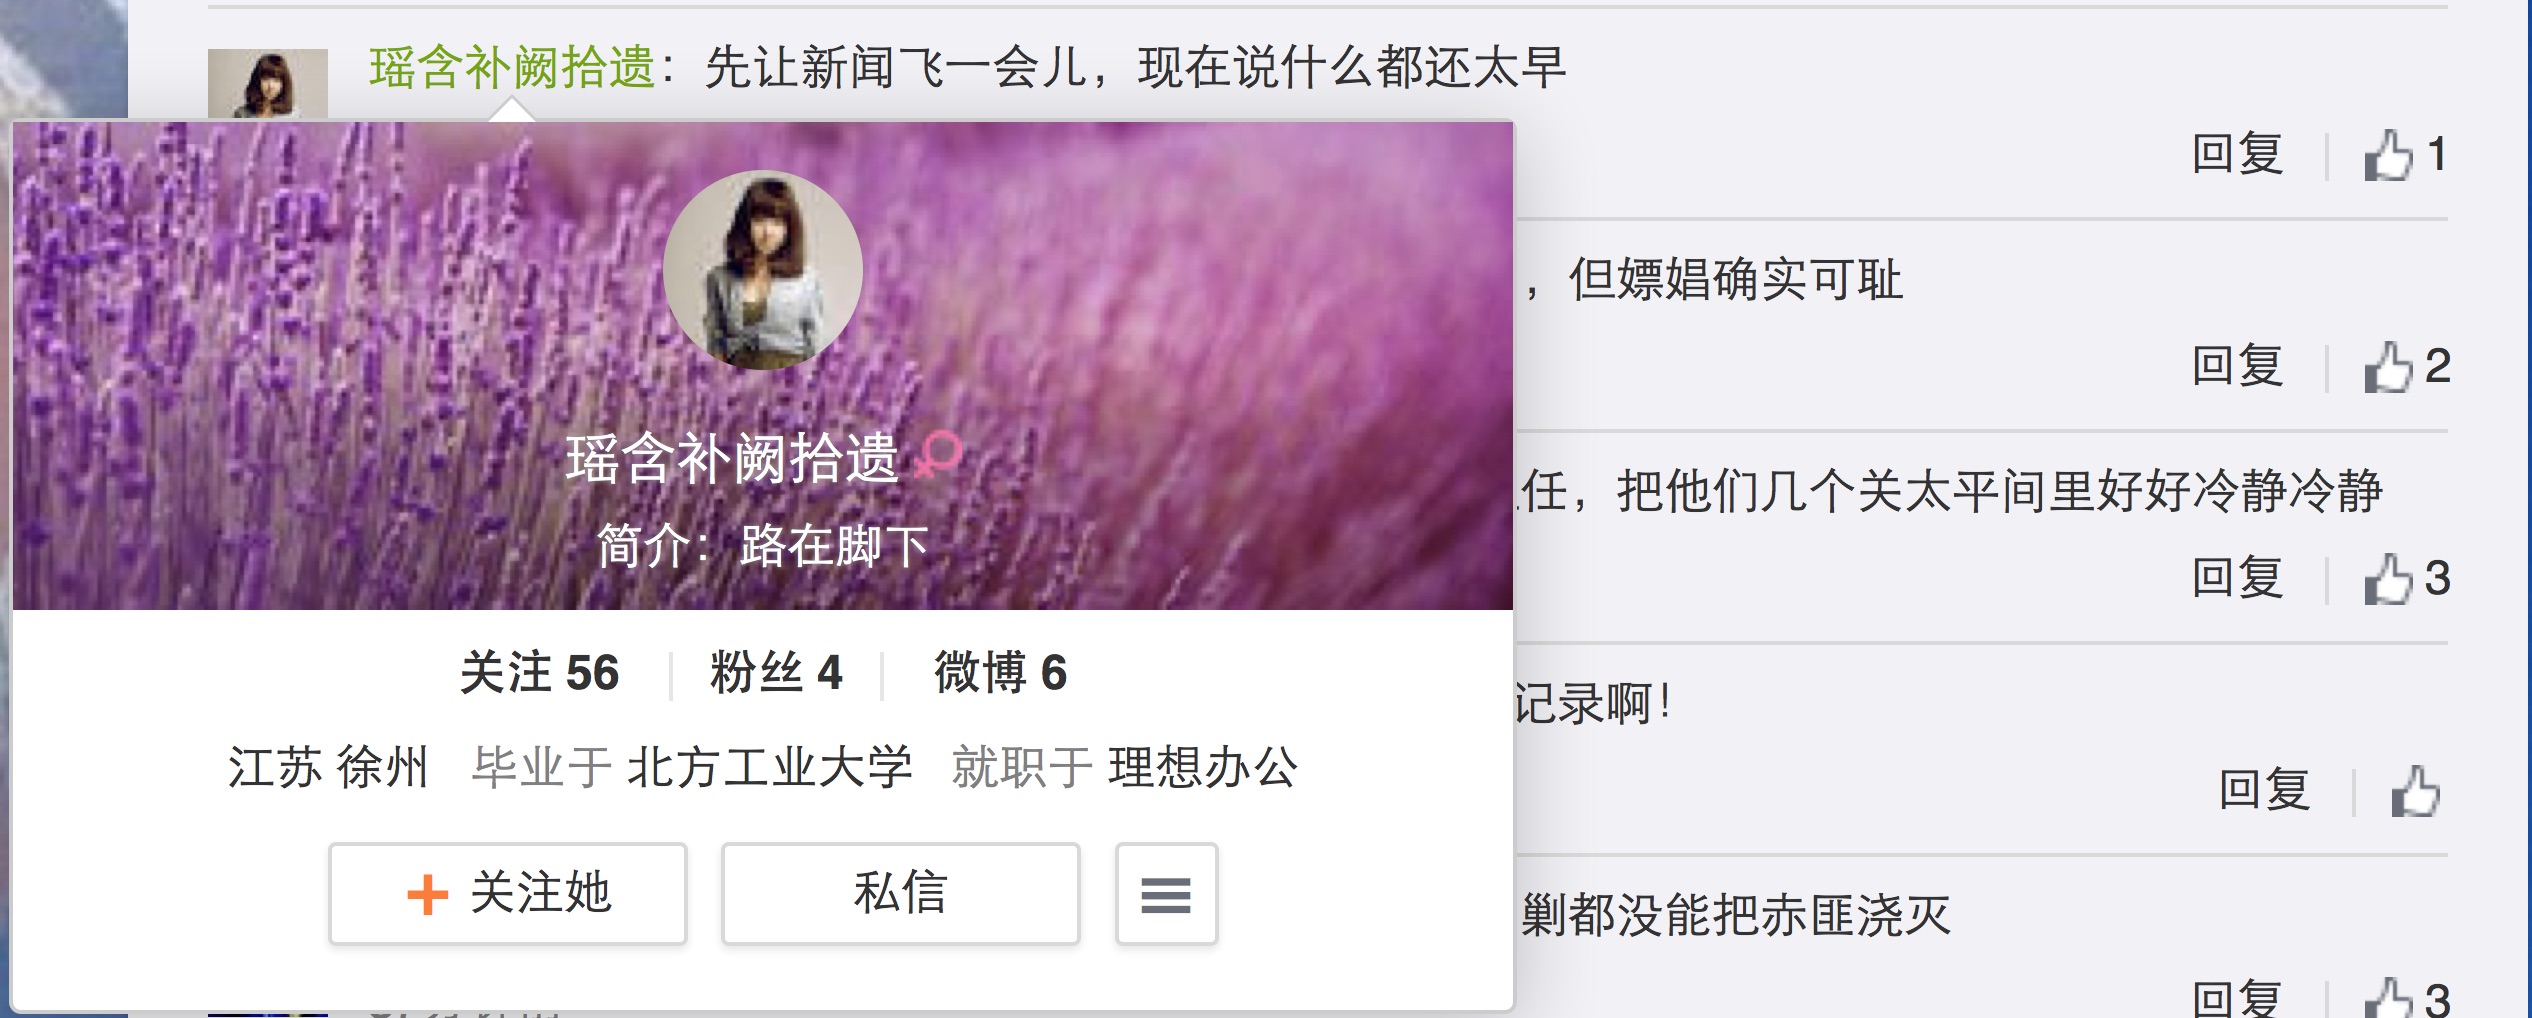 瑶含补阙拾遗：先让新闻飞一会儿，现在说什么都还太早
回复 1
，但嫖娼确实可耻
回复 2
任，把他们几个关太平间里好好冷静冷静
回复 3
记录啊！
回复
剿都没能把赤匪浇灭
回复 3
瑶含补阙拾遗
简介：路在脚下
关注 56 粉丝 4 微博 6
江苏 徐州 毕业于 北方工业大学 就职于 理想办公
关注她 私信